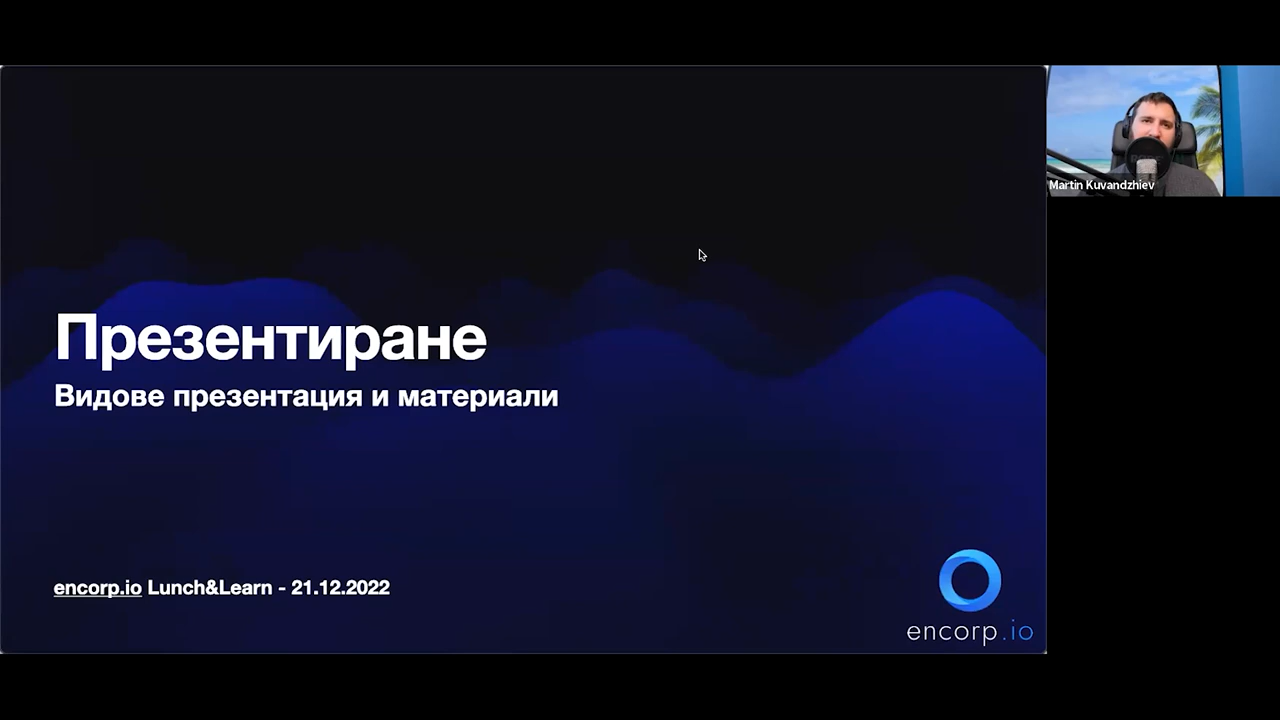 Презентиране
Видове презентация и материали
encorp.io Lunch&Learn - 21.12.2022
encorp.io
Martin Kuvandzhiev